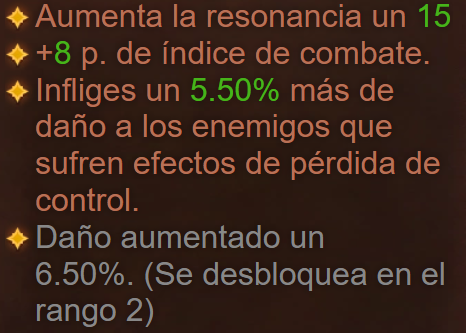 Aumenta la resonancia un 15
+8 p. de índice de combate.
Infliges un 5.50% más de
daño a los enemigos que
sufren efectos de pérdida de
control.
Daño aumentado un
6.50%. (Se desbloquea en el
rango 2)